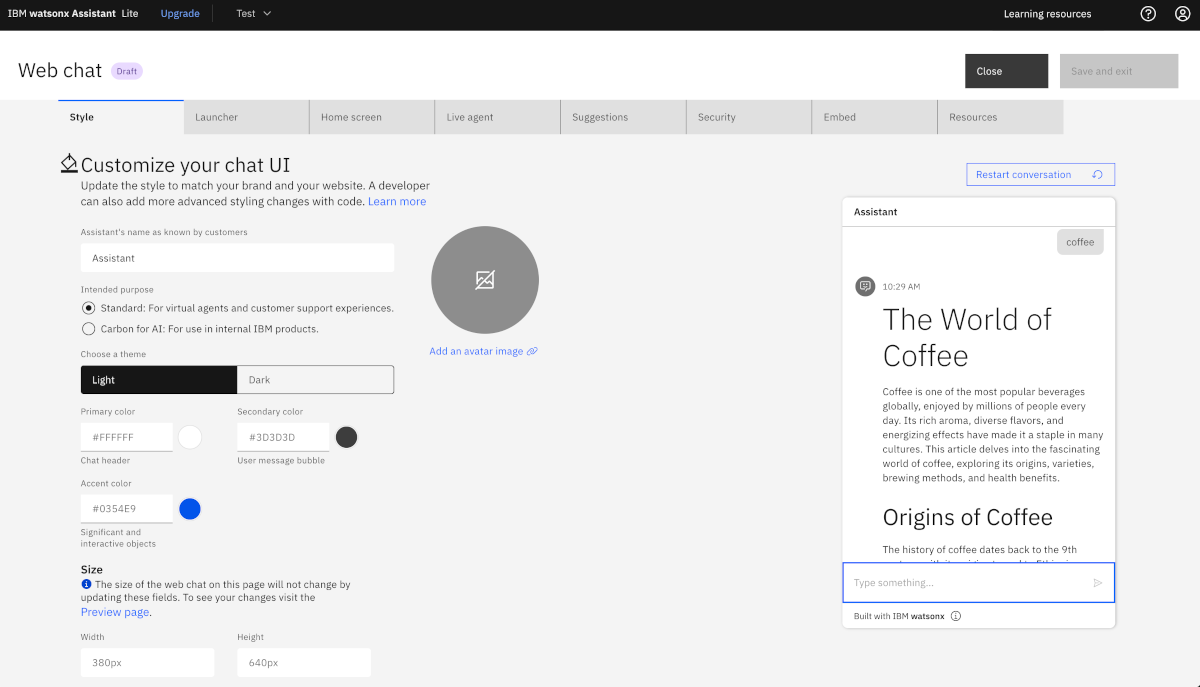 IBM watsonx Assistant Lite
Upgrade
Test
Learning resources
Web chat
Draft
Close
Save and exit
Style
Launcher
Home screen
Live agent
Suggestions
Security
Embed
Resources
Customize your chat UI
Update the style to match your brand and your website. A developer
can also add more advanced styling changes with code. Learn more
Assistant's name as known by customers
Assistant
Intended purpose
Standard: For virtual agents and customer support experiences.
Carbon for AI: For use in internal IBM products.
Add an avatar image
Choose a theme
Light
Dark
Primary color
#FFFFFF
Chat header
Secondary color
#3D3D3D
User message bubble
Accent color
#0354E9
Significant and
interactive objects
Size
The size of the web chat on this page will not change by
updating these fields. To see your changes visit the
Preview page.
Width
380px
Height
640px
Restart conversation
Assistant
coffee
10:29 AM
The World of
Coffee
Coffee is one of the most popular beverages
globally, enjoyed by millions of people every
day. Its rich aroma, diverse flavors, and
energizing effects have made it a staple in many
cultures. This article delves into the fascinating
world of coffee, exploring its origins, varieties,
brewing methods, and health benefits.
Origins of Coffee
The history of coffee dates back to the 9th
Type something...
Built with IBM watsonx